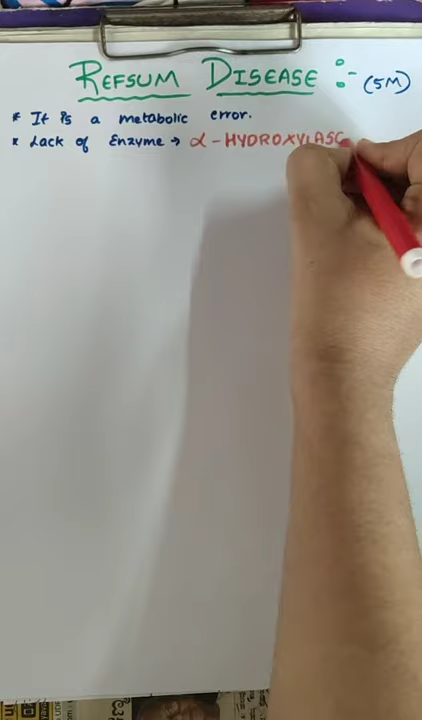 REFSUM DISEASE :- (5M)
* It is a metabolic error.
* Lack of Enzyme → α - HYDROXYLASE